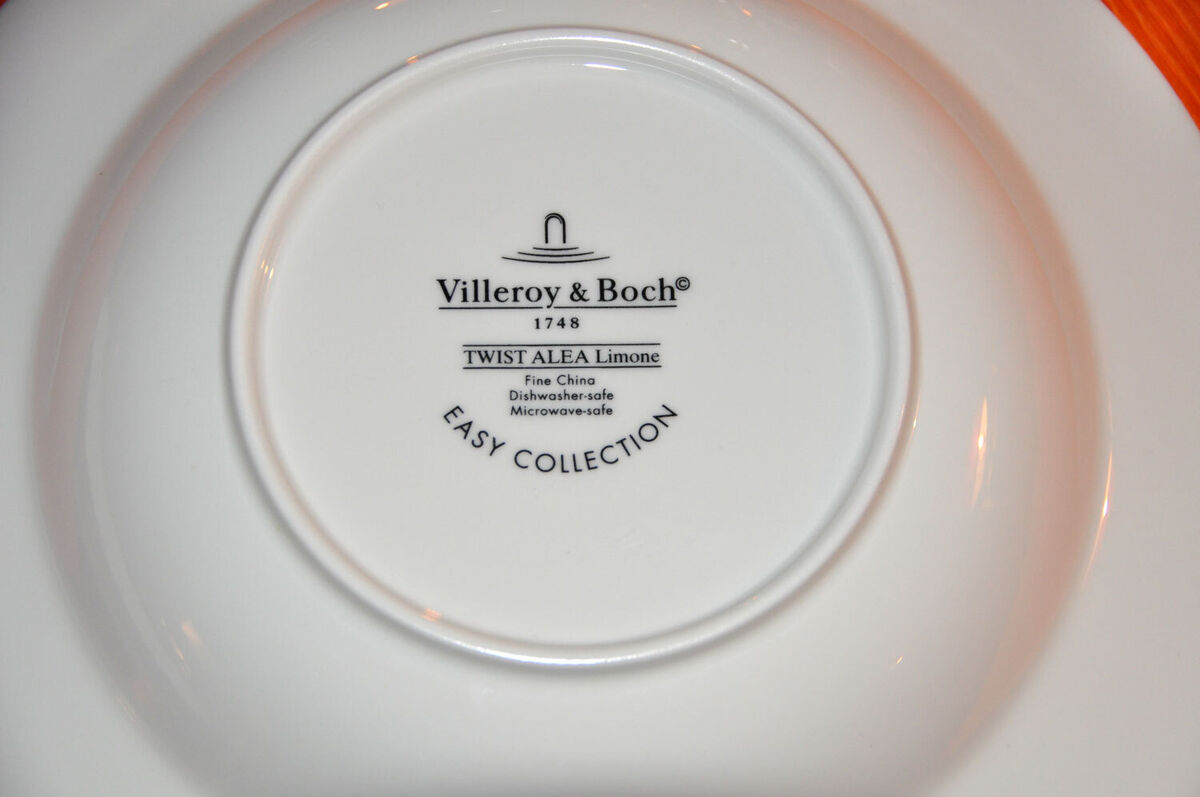 Villeroy & Boch©
1748
TWIST ALEA Limone
Fine China
Dishwasher-safe
Microwave-safe
EASY COLLECTION